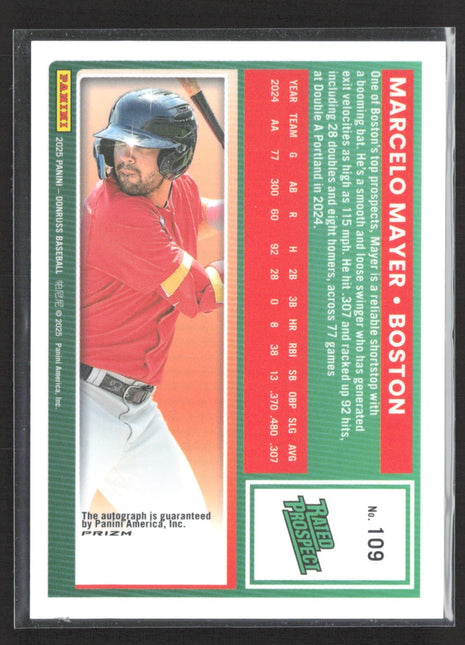 MARCELO MAYER • BOSTON
One of Boston's top prospects, Mayer is a reliable shortstop with
a booming bat. He's a smooth and loose swinger who has generated
exit velocities as high as 115 mph. He hit .307 and racked up 92 hits,
including 28 doubles and eight homers, across 77 games
at Double A Portland in 2024.
YEAR TEAM G AB R H 2B 3B HR RBI SB OBP SLG AVG
2024 AA 77 300 60 92 28 0 8 38 13 .370 .480 .307
No. 109
RATED
PROSPECT
The autograph is guaranteed
by Panini America, Inc.
PRIZM
PANINI
2025 PANINI – DONRUSS BASEBALL 帕尼尼 © 2025 Panini America, Inc.